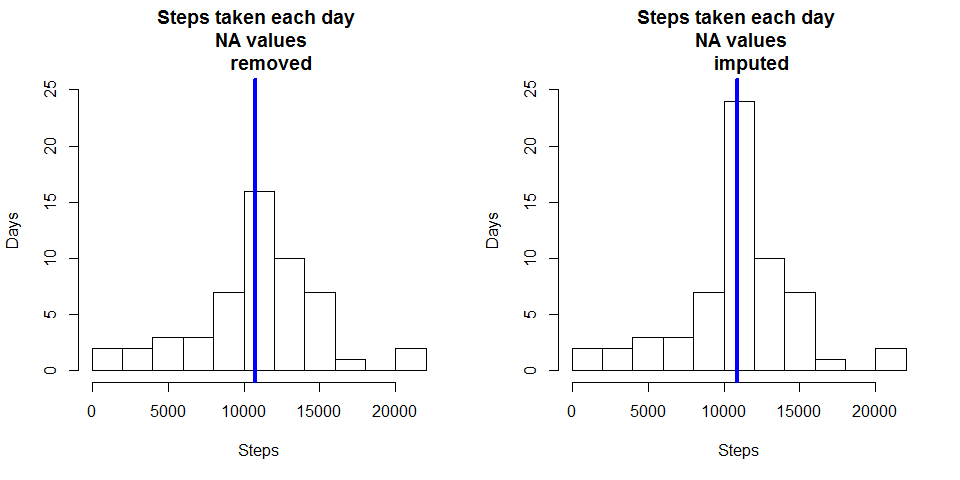 Steps taken each day
NA values
removed
25
20
15
10
5
0
Days
0 5000 10000 15000 20000
Steps
Steps taken each day
NA values
imputed
25
20
15
10
5
0
Days
0 5000 10000 15000 20000
Steps